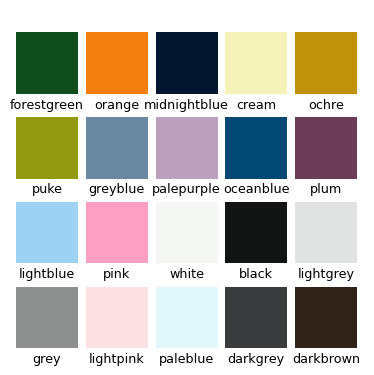 forestgreen orange midnightblue cream ochre
puke greyblue palepurple oceanblue plum
lightblue pink white black lightgrey
grey lightpink paleblue darkgrey darkbrown